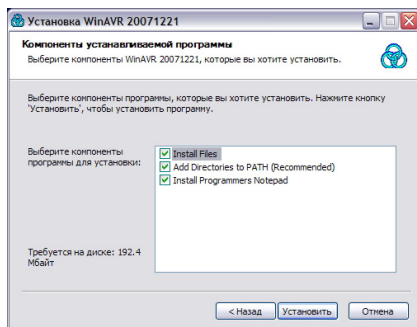 Установка WinAVR 20071221
Компоненты устанавливаемой программы
Выберите компоненты WinAVR 20071221, которые вы хотите установить.
Выберите компоненты программы, которые вы хотите установить. Нажмите кнопку
'Установить', чтобы установить программу.
Выберите компоненты
программы для установки:
Install Files
Add Directories to PATH (Recommended)
Install Programmers Notepad
Требуется на диске: 192.4
Мбайт
< Назад
Установить
Отмена